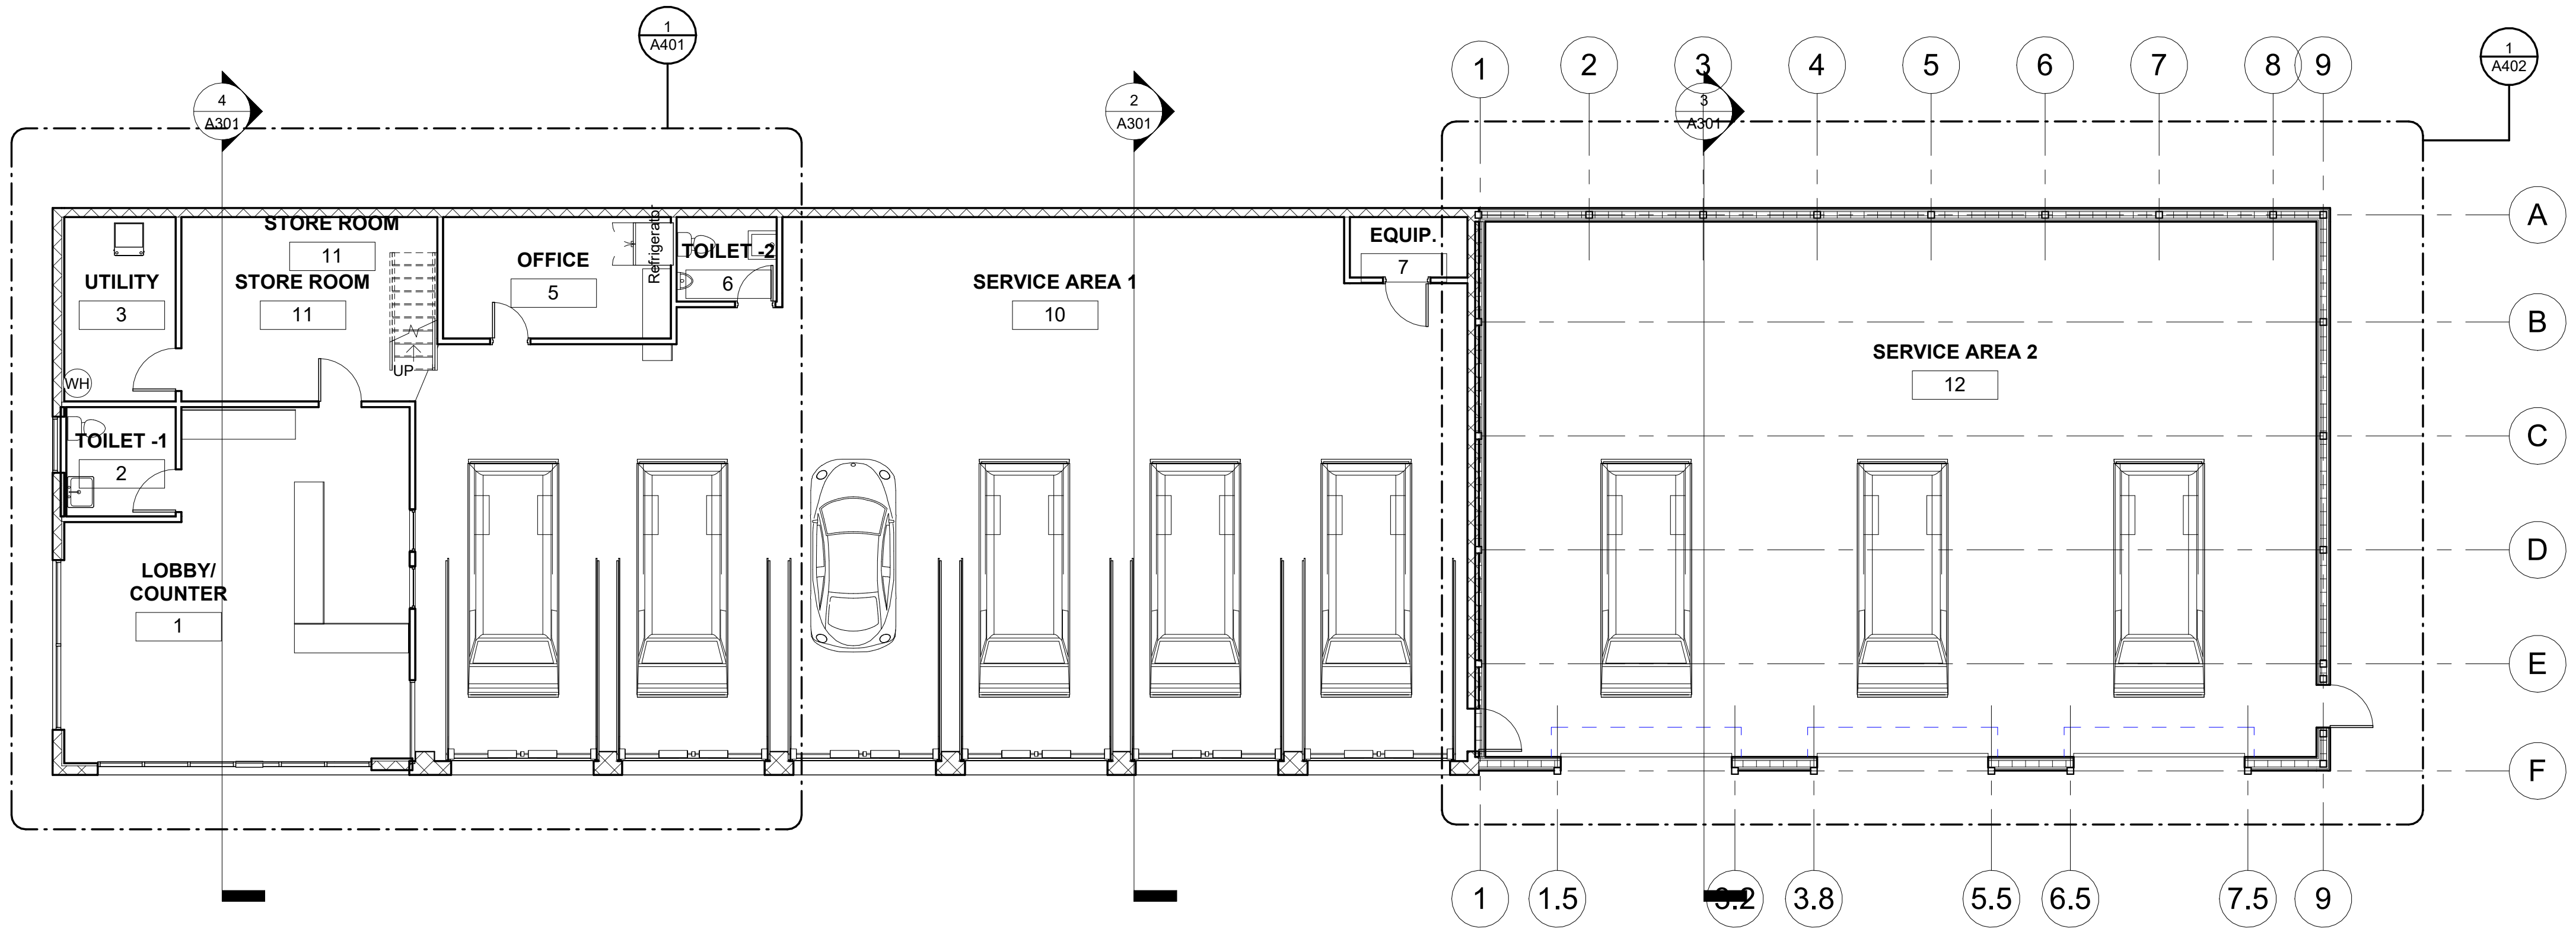 1
A401
1
2
3
4
5
6
7
8
9
1
A402
4
A301
2
A301
3
A301
A
STORE ROOM
11
Refrigerator
TOILET -2
6
EQUIP.
7
OFFICE
5
UTILITY
3
STORE ROOM
11
SERVICE AREA 1
10
B
SERVICE AREA 2
12
UP
WH
TOILET -1
2
C
D
LOBBY/
COUNTER
1
E
F
1
1.5
3.2
3.8
5.5
6.5
7.5
9